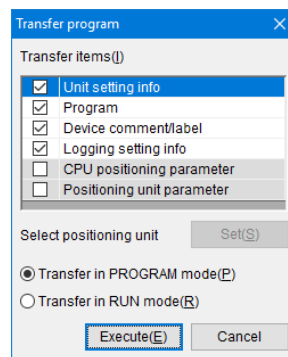 Transfer program
Transfer items(I)
Unit setting info
Program
Device comment/label
Logging setting info
CPU positioning parameter
Positioning unit parameter
Select positioning unit Set(S)
Transfer in PROGRAM mode(P)
Transfer in RUN mode(R)
Execute(E) Cancel